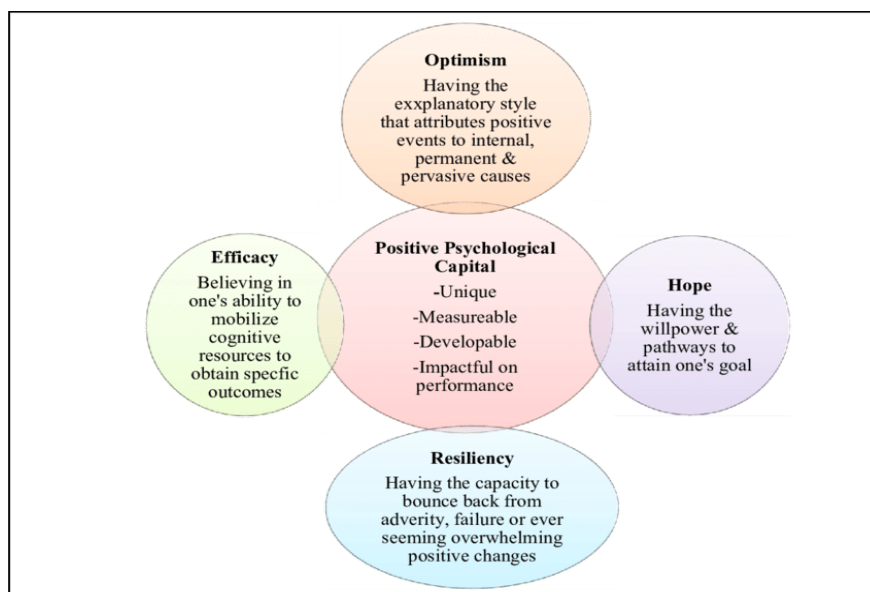 Optimism
Having the
exxplanatory style
that attributes positive
events to internal,
permanent &
pervasive causes
Efficacy
Believing in
one's ability to
mobilize
cognitive
resources to
obtain specfic
outcomes
Positive Psychological
Capital
-Unique
-Measureable
-Developable
-Impactful on
performance
Hope
Having the
willpower &
pathways to
attain one's goal
Resiliency
Having the capacity to
bounce back from
adverity, failure or ever
seeming overwhelming
positive changes